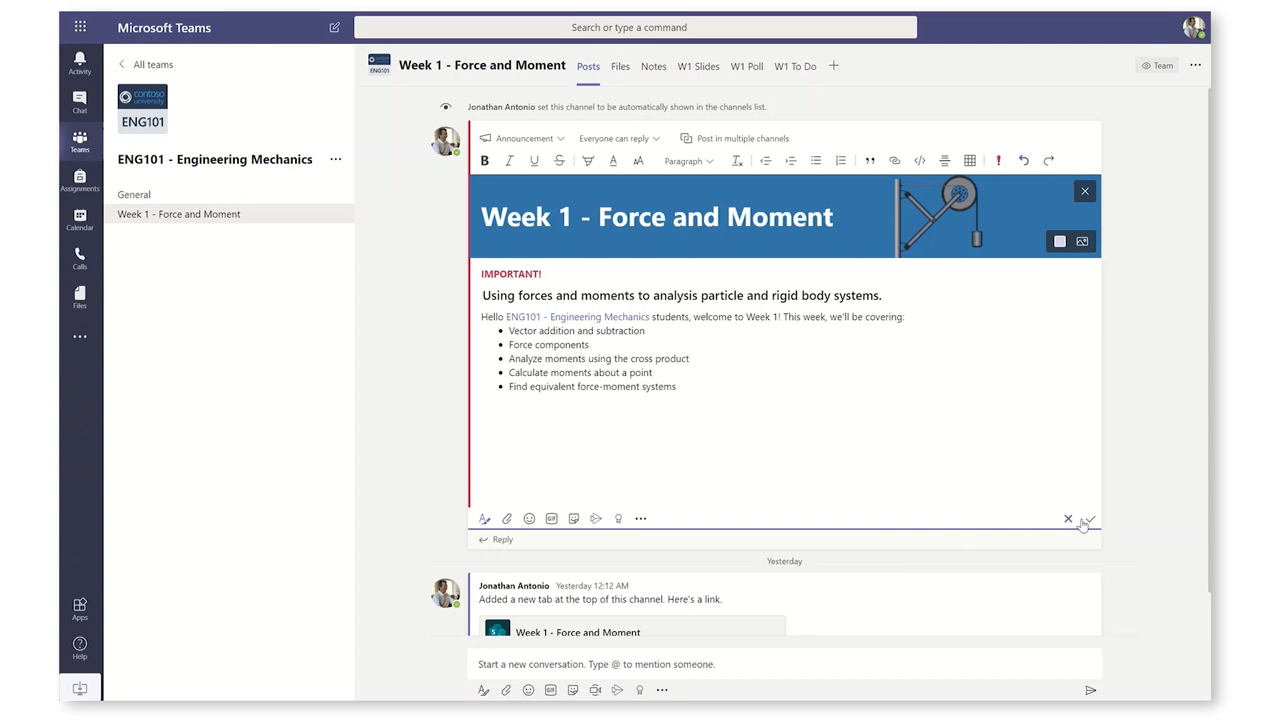 Microsoft Teams
Search or type a command
Activity
Chat
Teams
Assignments
Calendar
Calls
Files
Apps
Help
All teams
contoso
university
ENG101
ENG101 - Engineering Mechanics
General
Week 1 - Force and Moment
ENG101
Week 1 - Force and Moment
Posts
Files
Notes
W1 Slides
W1 Poll
W1 To Do
Team
Jonathan Antonio set this channel to be automatically shown in the channels list.
Announcement
Everyone can reply
Post in multiple channels
Paragraph
Week 1 - Force and Moment
IMPORTANT!
Using forces and moments to analysis particle and rigid body systems.
Hello ENG101 - Engineering Mechanics students, welcome to Week 1! This week, we'll be covering:
Vector addition and subtraction
Force components
Analyze moments using the cross product
Calculate moments about a point
Find equivalent force-moment systems
GIF
Reply
Yesterday
Jonathan Antonio Yesterday 12:12 AM
Added a new tab at the top of this channel. Here's a link.
Week 1 - Force and Moment
Start a new conversation. Type @ to mention someone.
GIF